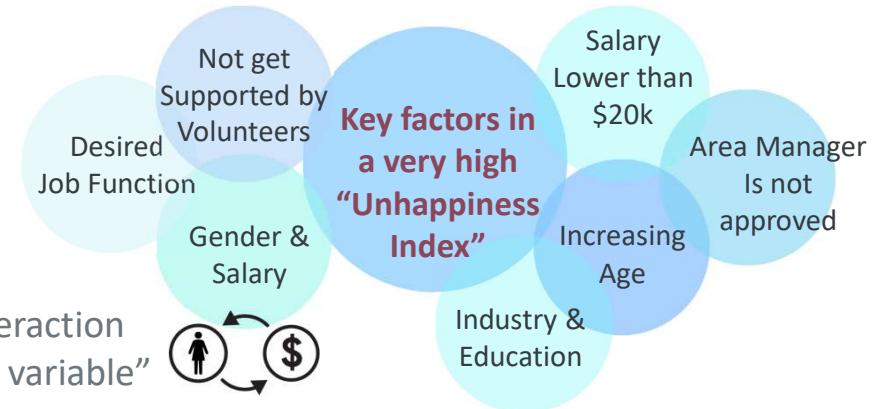 Not get
Supported by
Volunteers
Desired
Job Function
Gender &
Salary
Key factors in
a very high
“Unhappiness
Index”
Salary
Lower than
$20k
Area Manager
Is not
approved
Increasing
Age
Industry &
Education
eraction
variable”
$